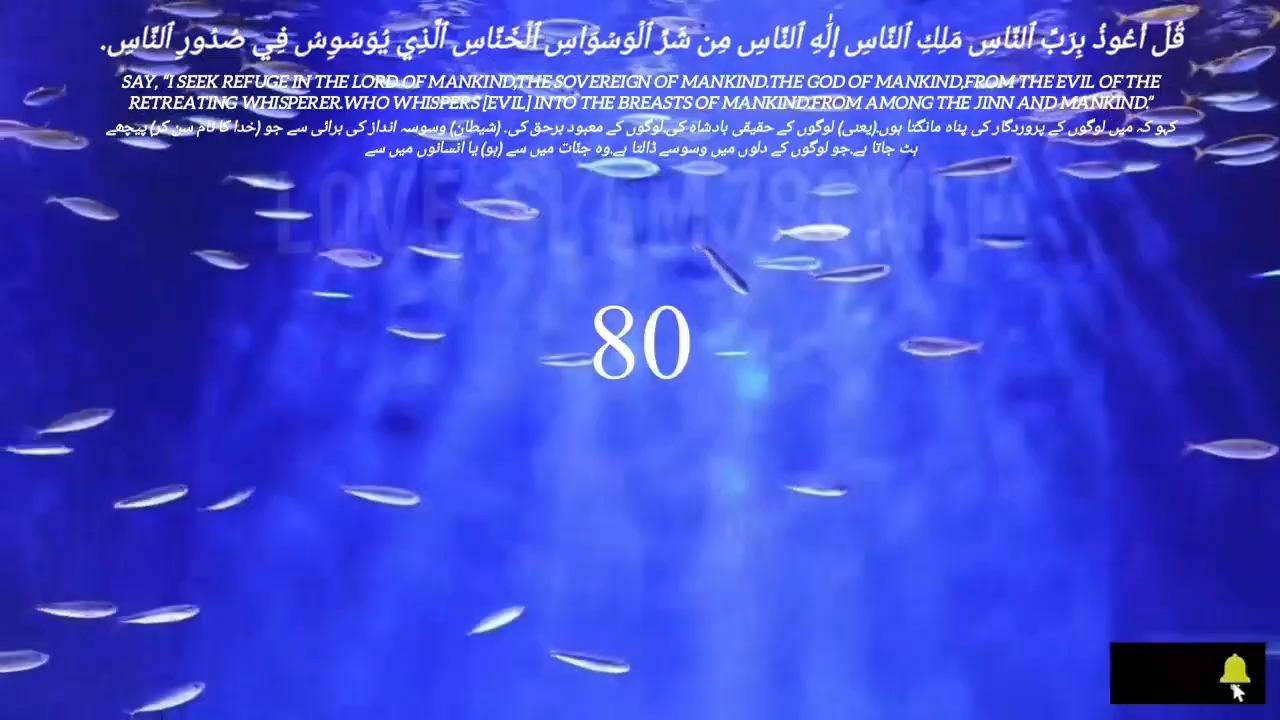 قُلْ أَعُوذُ بِرَبِّ ٱلنَّاسِ مَلِكِ ٱلنَّاسِ إِلَٰهِ ٱلنَّاسِ مِن شَرِّ ٱلْوَسْوَاسِ ٱلْخَنَّاسِ ٱلَّذِي يُوَسْوِسُ فِي صُدُورِ ٱلنَّاسِ.
SAY, “I SEEK REFUGE IN THE LORD OF MANKIND,THE SOVEREIGN OF MANKIND.THE GOD OF MANKIND,FROM THE EVIL OF THE
RETREATING WHISPERER.WHO WHISPERS [EVIL] INTO THE BREASTS OF MANKIND.FROM AMONG THE JINN AND MANKIND”
کہو کہ میں لوگوں کے پروردگار کی پناہ مانگتا ہوں.(یعنی) لوگوں کے حقیقی بادشاہ کی.لوگوں کے معبود برحق کی. (شیطان) وسوسہ انداز کی برائی سے جو (خدا کا نام سن کر) پیچھے
ہٹ جاتا ہے.جو لوگوں کے دلوں میں وسوسے ڈالتا ہے.وہ جنّات میں سے (ہو) یا انسانوں میں سے
80